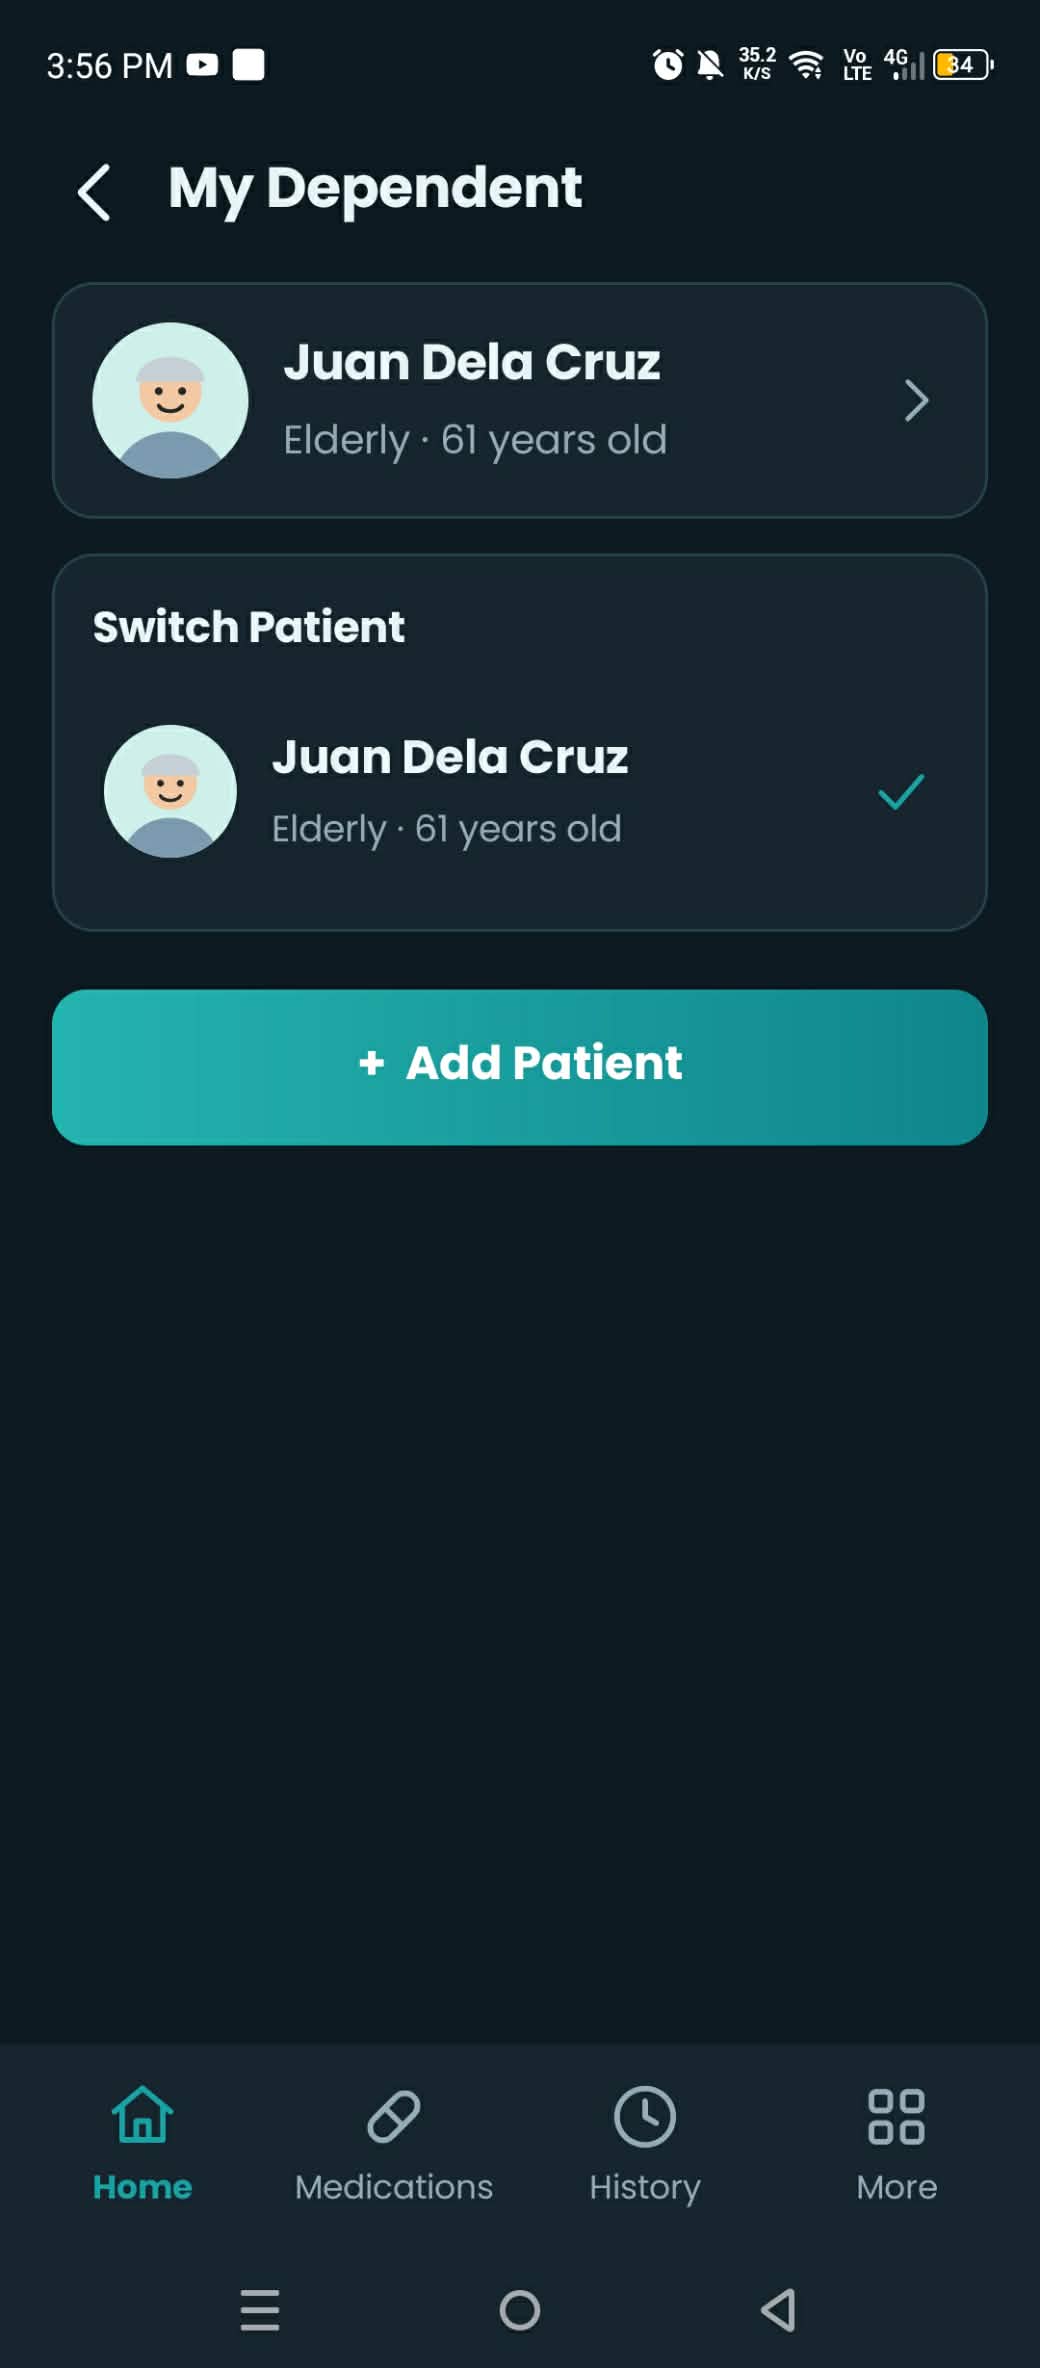 3:56 PM
35.2
K/S
Vo
LTE
4G
34
My Dependent
Juan Dela Cruz
Elderly · 61 years old
Switch Patient
Juan Dela Cruz
Elderly · 61 years old
+ Add Patient
Home
Medications
History
More